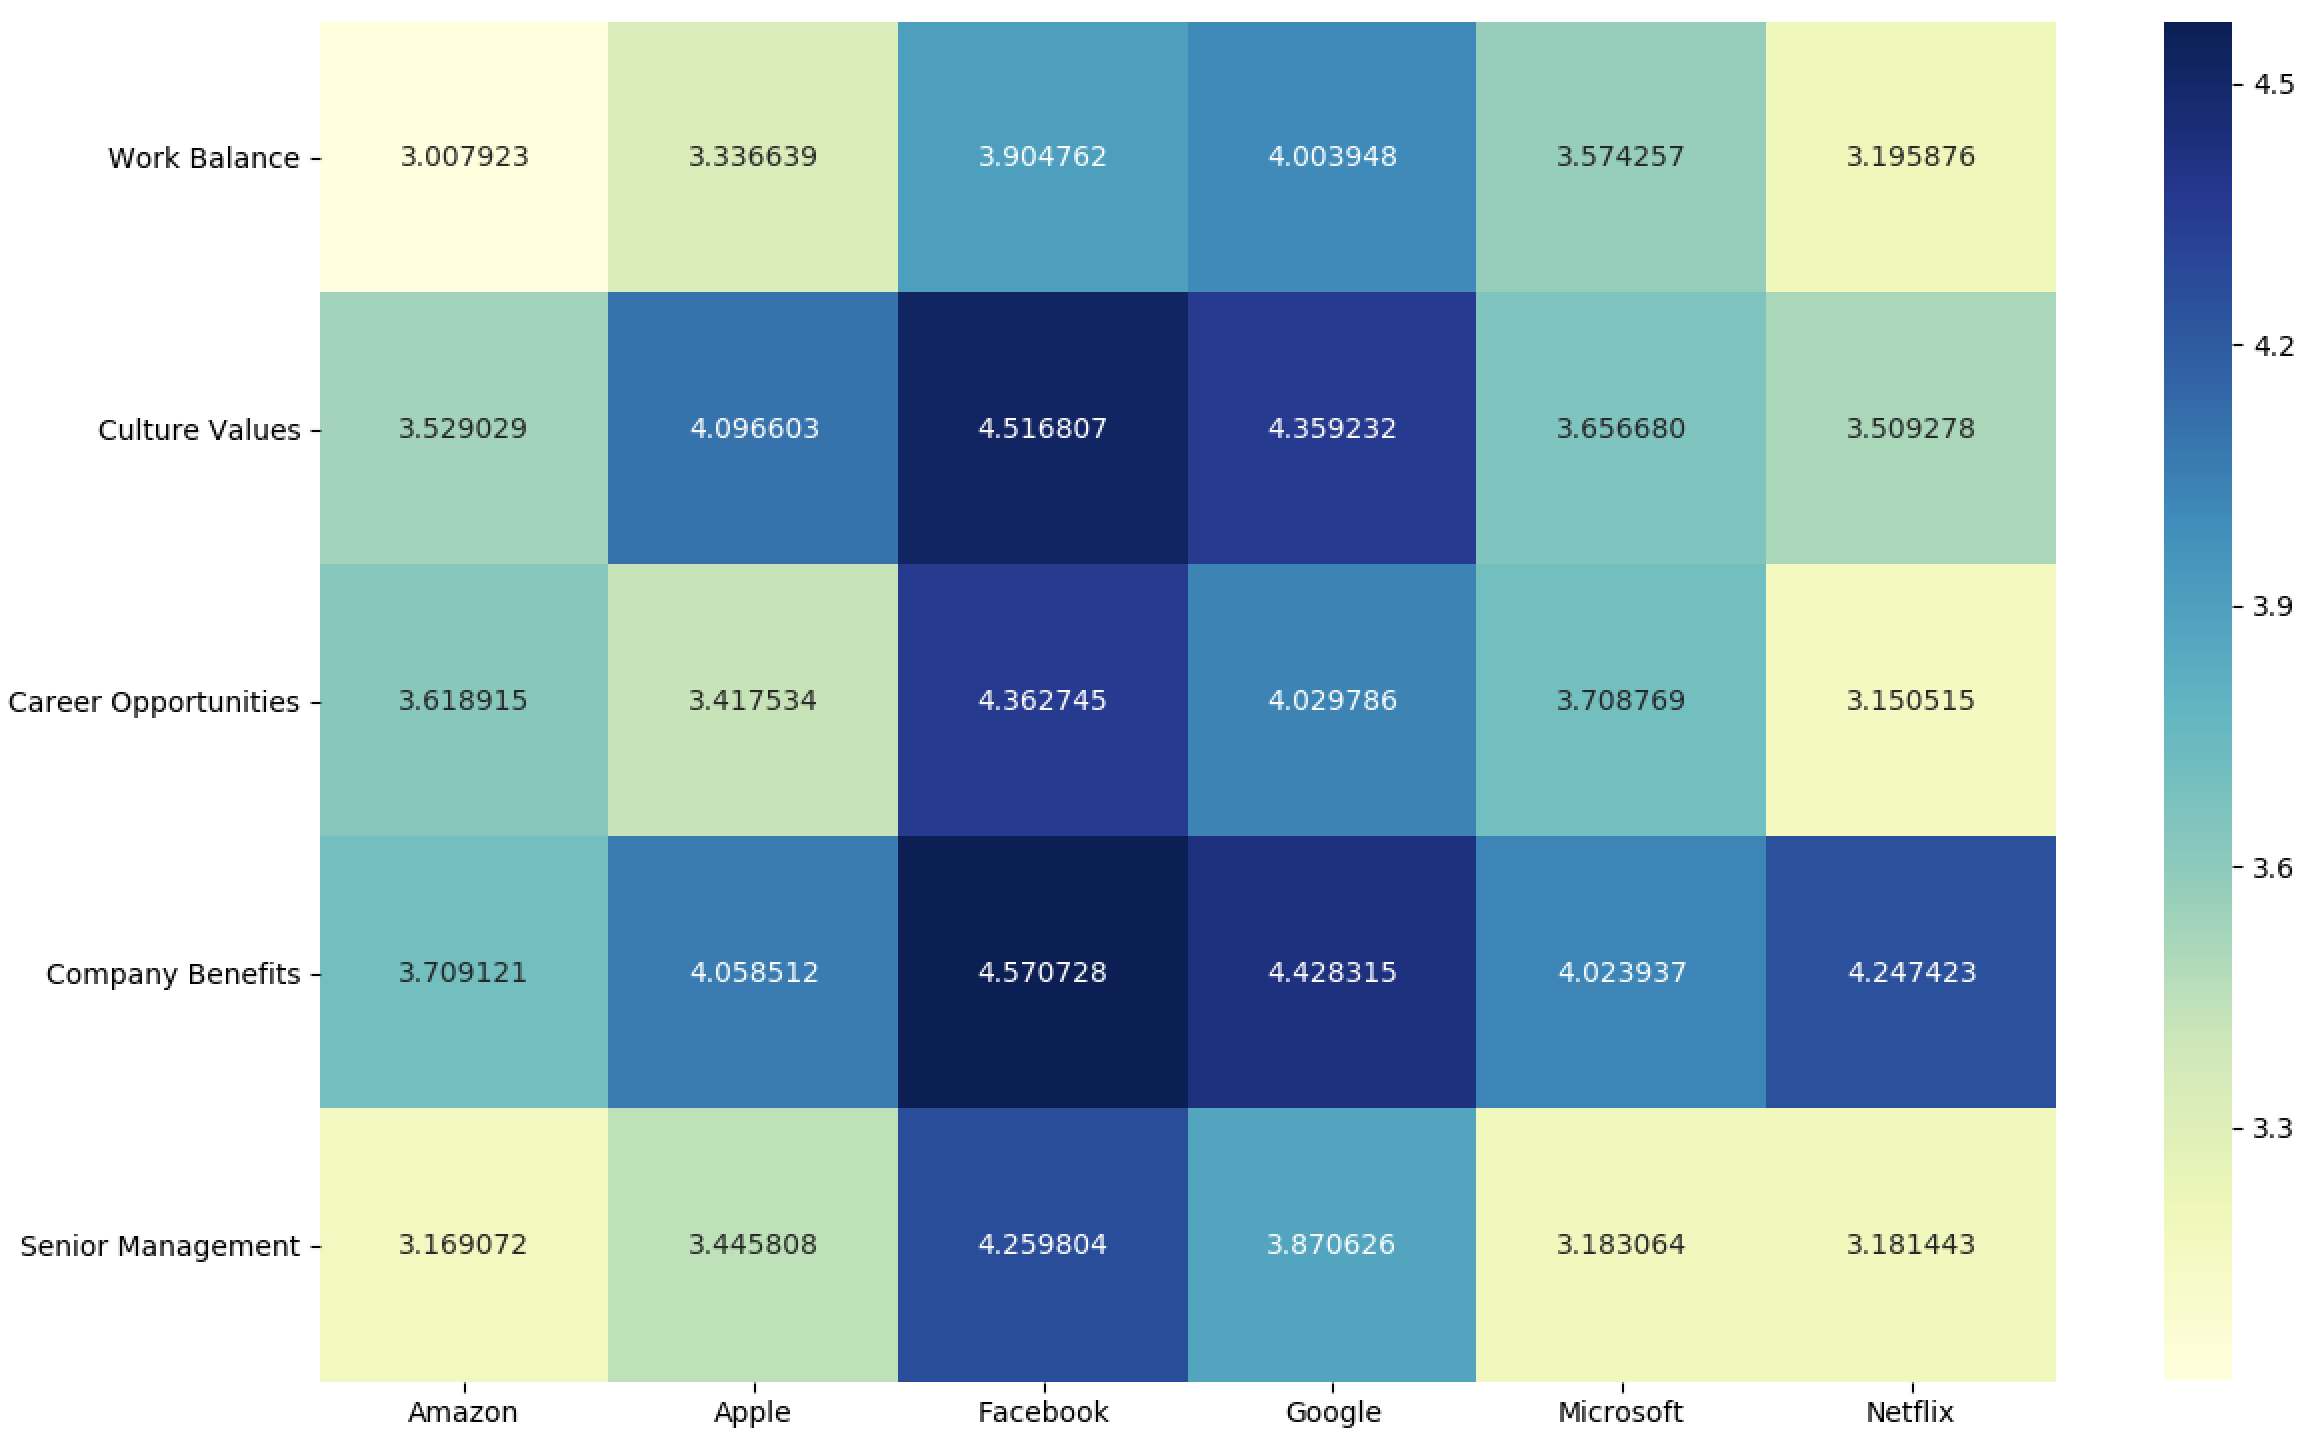 Work Balance 3.007923 3.336639 3.904762 4.003948 3.574257 3.195876
Culture Values 3.529029 4.096603 4.516807 4.359232 3.656680 3.509278
Career Opportunities 3.618915 3.417534 4.362745 4.029786 3.708769 3.150515
Company Benefits 3.709121 4.058512 4.570728 4.428315 4.023937 4.247423
Senior Management 3.169072 3.445808 4.259804 3.870626 3.183064 3.181443
Amazon Apple Facebook Google Microsoft Netflix
4.5
4.2
3.9
3.6
3.3